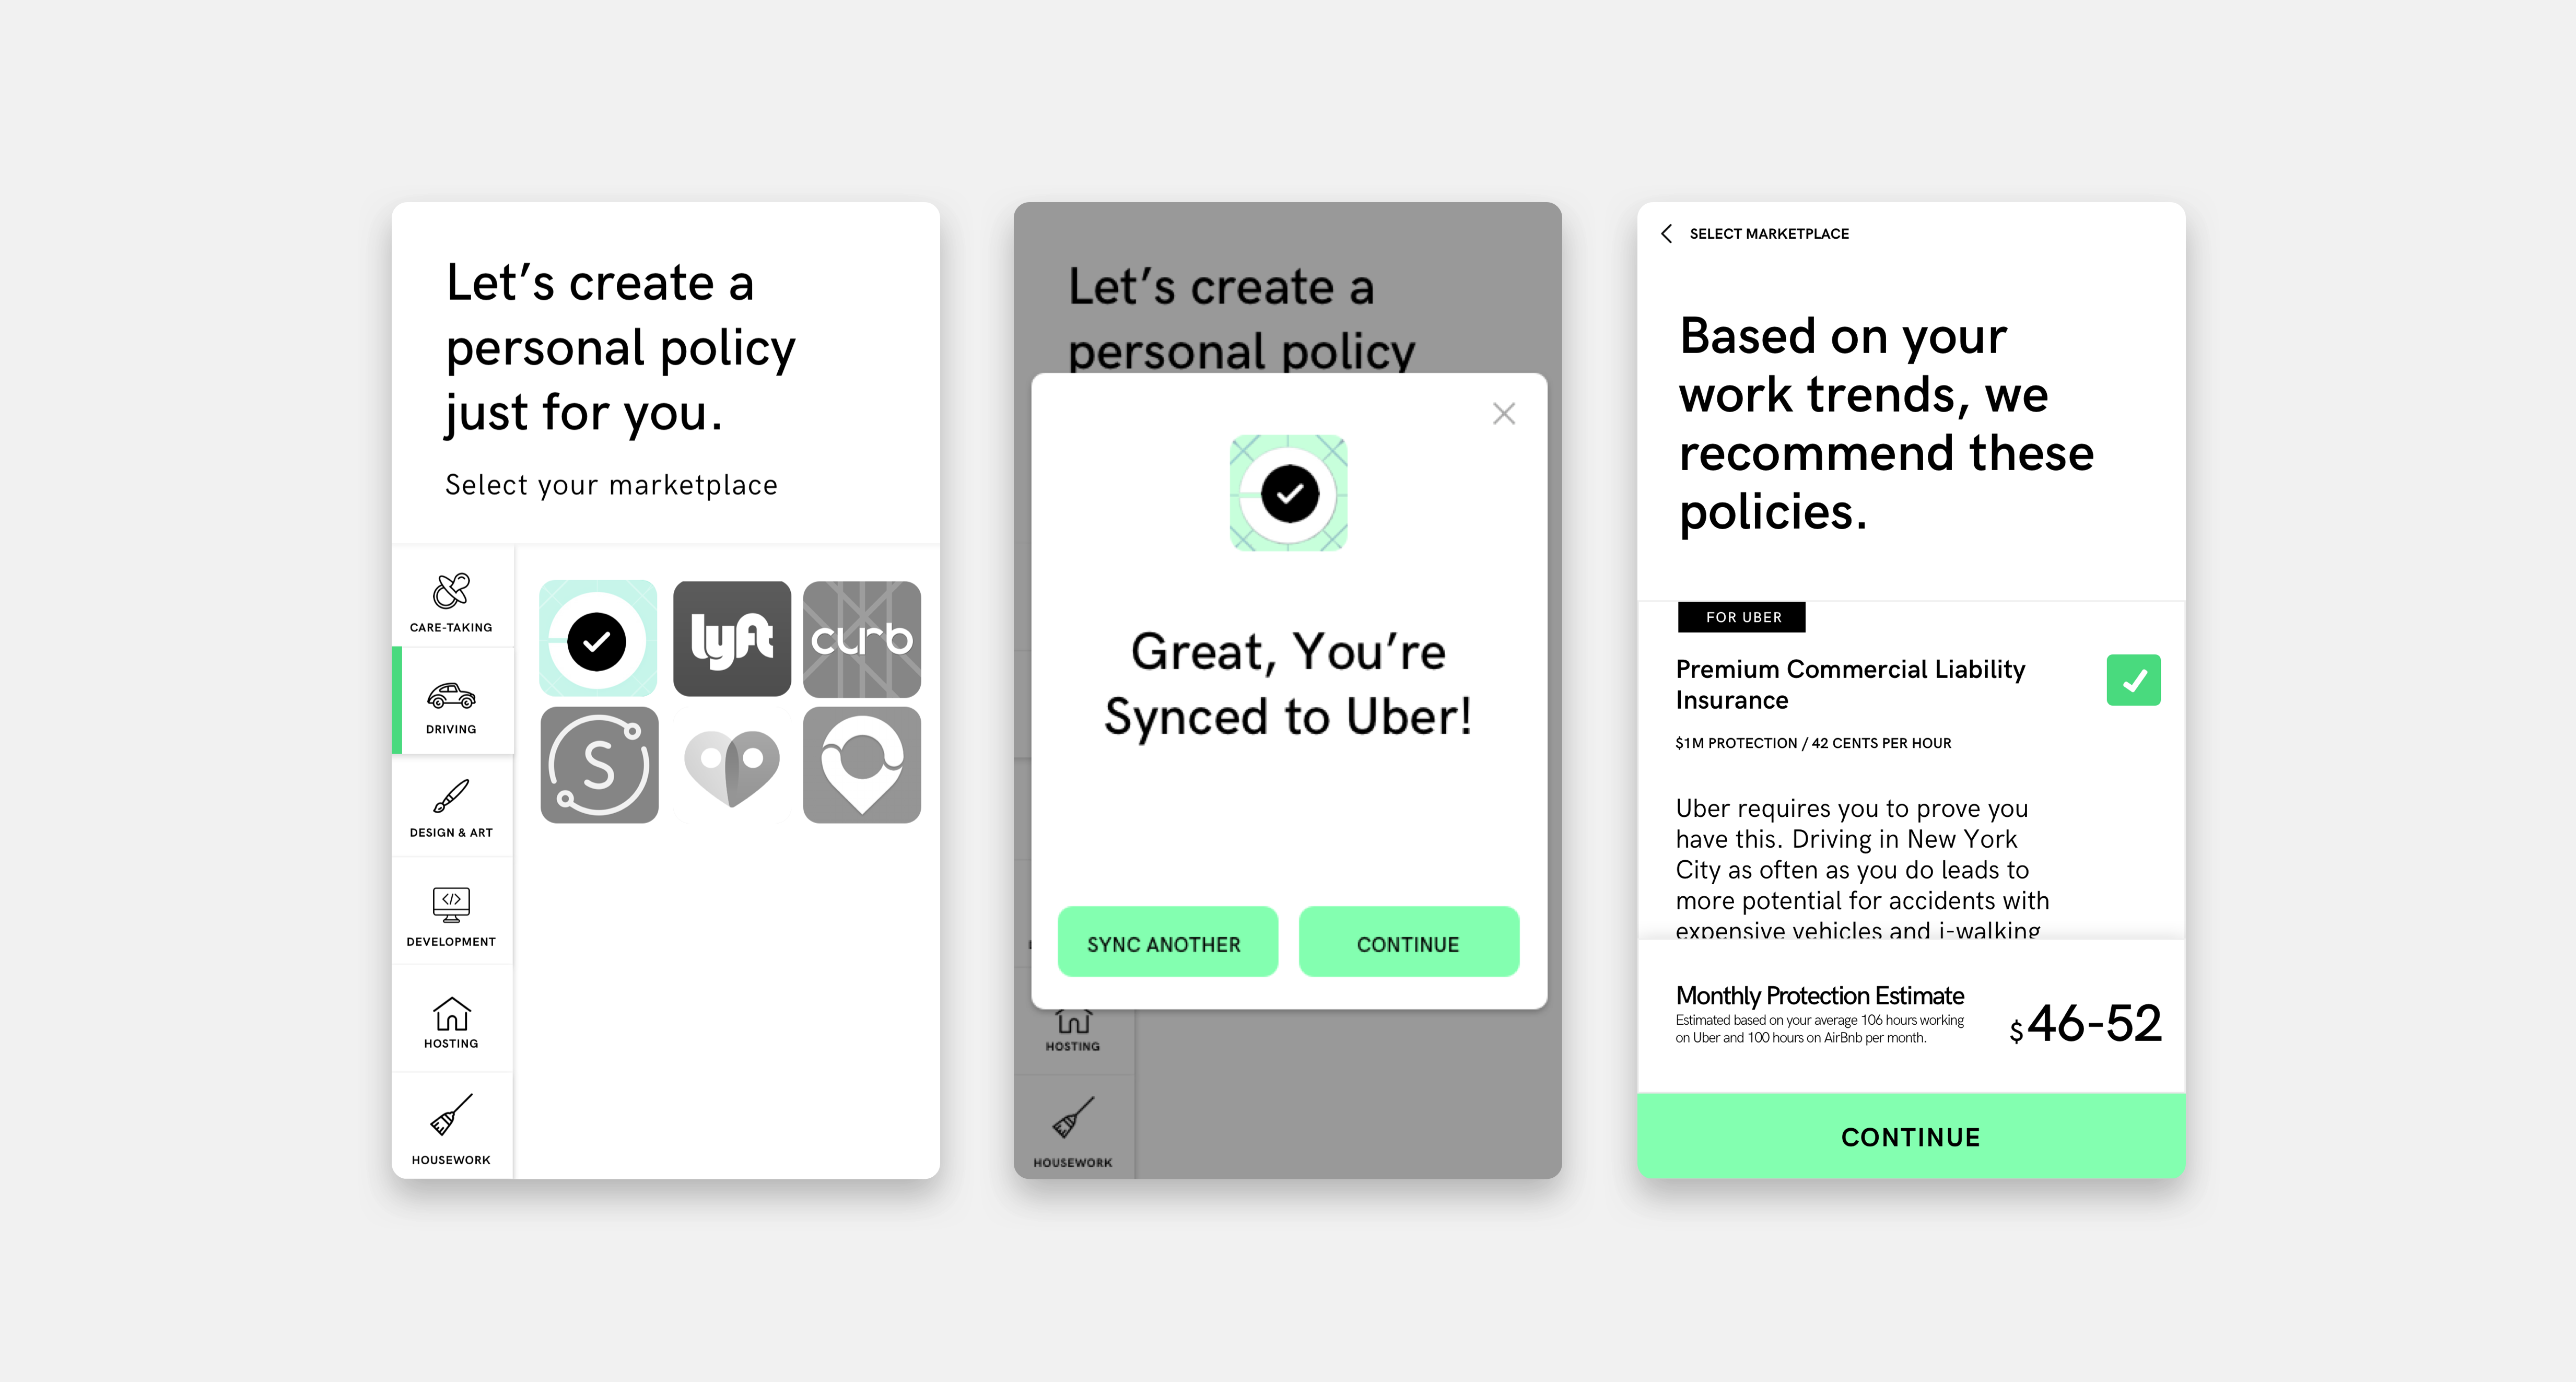 Let’s create a
personal policy
just for you.
Select your marketplace
CARE-TAKING
DRIVING
DESIGN & ART
DEVELOPMENT
HOSTING
HOUSEWORK
lyft
curb
S
Let’s create a
personal policy
Great, You’re
Synced to Uber!
SYNC ANOTHER
CONTINUE
HOSTING
HOUSEWORK
SELECT MARKETPLACE
Based on your
work trends, we
recommend these
policies.
FOR UBER
Premium Commercial Liability
Insurance
$1M PROTECTION / 42 CENTS PER HOUR
Uber requires you to prove you
have this. Driving in New York
City as often as you do leads to
more potential for accidents with
expensive vehicles and j-walking
Monthly Protection Estimate
Estimated based on your average 106 hours working
on Uber and 100 hours on AirBnb per month.
$46-52
CONTINUE